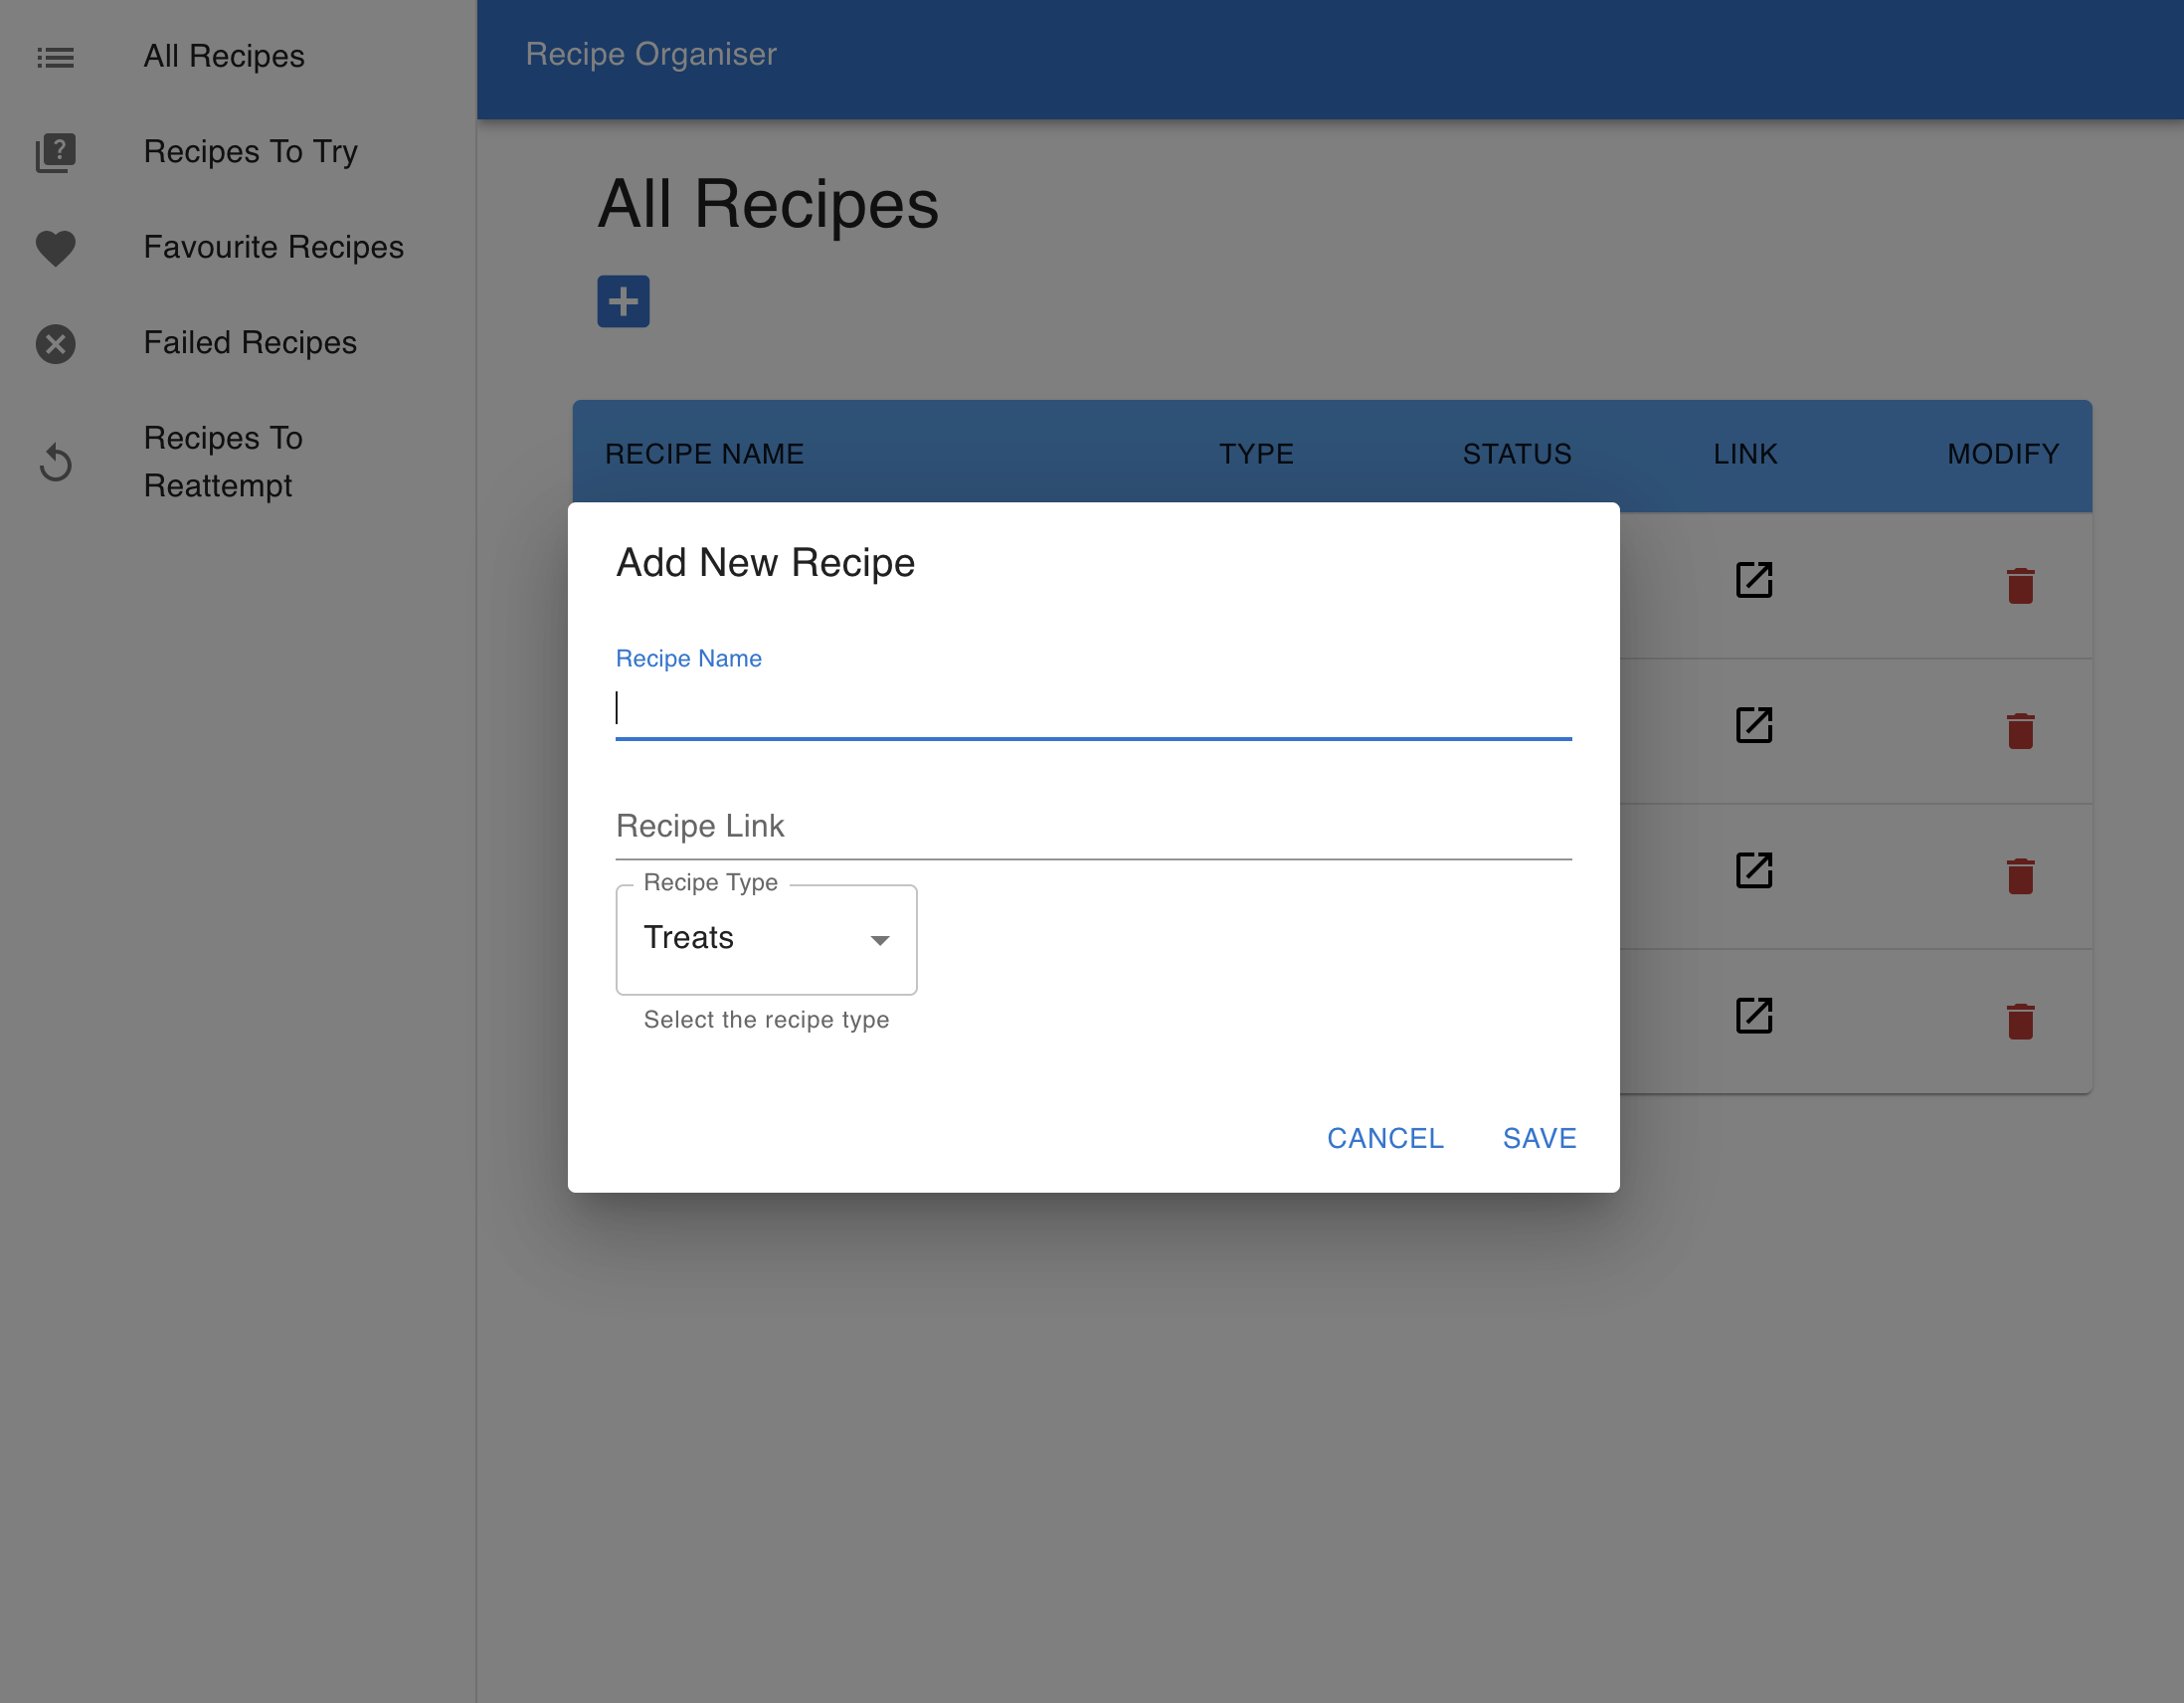 All Recipes
Recipes To Try
Favourite Recipes
Failed Recipes
Recipes To
Reattempt
Recipe Organiser
All Recipes
RECIPE NAME TYPE STATUS LINK MODIFY
Add New Recipe
Recipe Name
Recipe Link
Recipe Type
Treats
Select the recipe type
CANCEL SAVE